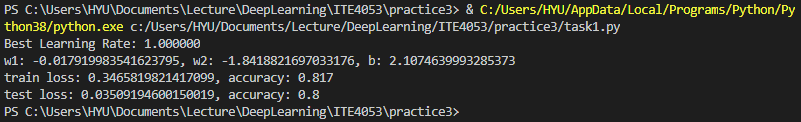 PS C:\Users\HYU\Documents\Lecture\DeepLearning\ITE4053\practice3> & C:/Users/HYU/AppData/Local/Programs/Python/Py
thon38/python.exe c:/Users/HYU/Documents/Lecture/DeepLearning/ITE4053/practice3/task1.py
Best Learning Rate: 1.000000
w1: -0.017919983541623795, w2: -1.8418821697033176, b: 2.1074639993285373
train loss: 0.3465819821417099, accuracy: 0.817
test loss: 0.03509194600150019, accuracy: 0.8
PS C:\Users\HYU\Documents\Lecture\DeepLearning\ITE4053\practice3>